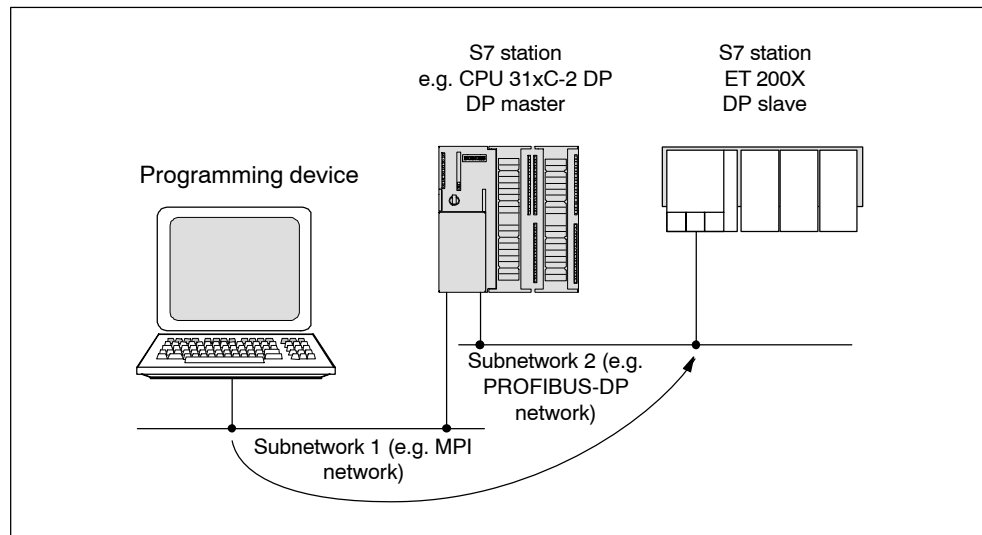 S7 station
e.g. CPU 31xC-2 DP
DP master
S7 station
ET 200X
DP slave
Programming device
Subnetwork 2 (e.g.
PROFIBUS-DP
network)
Subnetwork 1 (e.g. MPI
network)